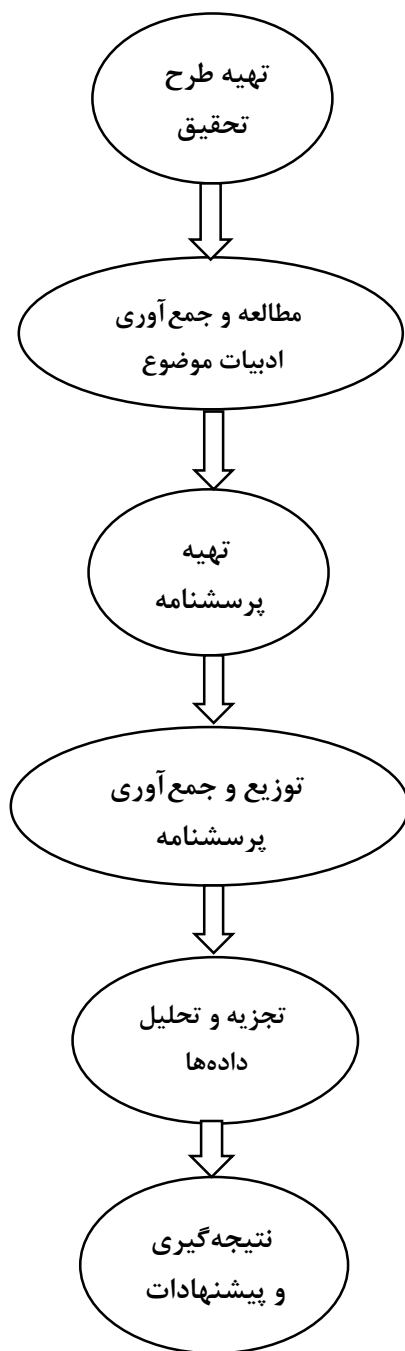 تهیه طرح
تحقیق
مطالعه و جمع‌آوری
ادبیات موضوع
تهیه
پرسشنامه
توزیع و جمع‌آوری
پرسشنامه
تجزیه و تحلیل
داده‌ها
نتیجه‌گیری
و پیشنهادات